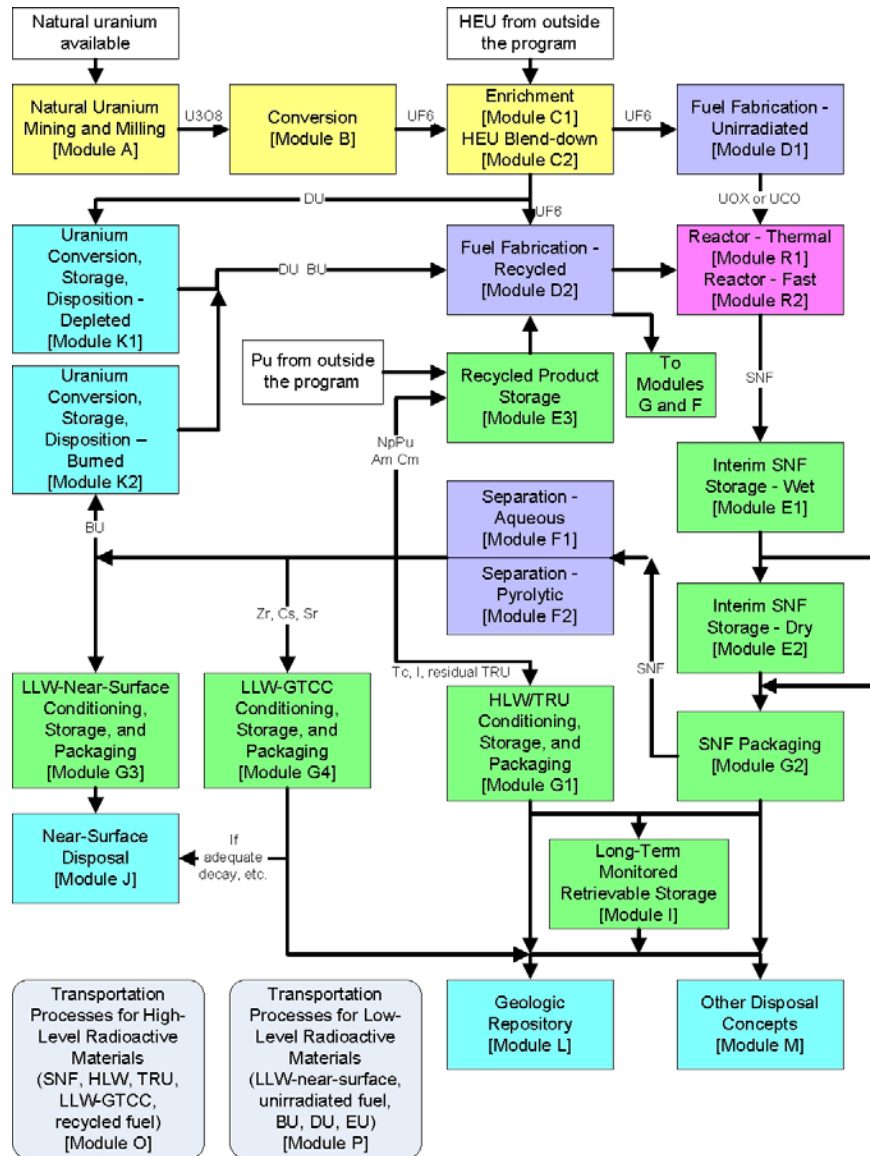 Natural uranium
available
HEU from outside
the program
Natural Uranium
Mining and Milling
[Module A]
U3O8
Conversion
[Module B]
UF6
Enrichment
[Module C1]
HEU Blend-down
[Module C2]
UF6
Fuel Fabrication -
Unirradiated
[Module D1]
DU
UF6
UOX or UCO
Uranium
Conversion,
Storage,
Disposition -
Depleted
[Module K1]
DU BU
Fuel Fabrication -
Recycled
[Module D2]
Reactor - Thermal
[Module R1]
Reactor - Fast
[Module R2]
Pu from outside
the program
Recycled Product
Storage
[Module E3]
To
Modules
G and F
SNF
Uranium
Conversion,
Storage,
Disposition –
Burned
[Module K2]
NpPu
Am Cm
Interim SNF
Storage - Wet
[Module E1]
BU
Separation -
Aqueous
[Module F1]
Separation -
Pyrolytic
[Module F2]
Zr, Cs, Sr
Interim SNF
Storage - Dry
[Module E2]
SNF
Tc, I, residual TRU
LLW-Near-Surface
Conditioning,
Storage, and
Packaging
[Module G3]
LLW-GTCC
Conditioning,
Storage, and
Packaging
[Module G4]
HLW/TRU
Conditioning,
Storage, and
Packaging
[Module G1]
SNF Packaging
[Module G2]
Near-Surface
Disposal
[Module J]
If
adequate
decay, etc.
Long-Term
Monitored
Retrievable Storage
[Module I]
Transportation
Processes for High-
Level Radioactive
Materials
(SNF, HLW, TRU,
LLW-GTCC,
recycled fuel)
[Module O]
Transportation
Processes for Low-
Level Radioactive
Materials
(LLW-near-surface,
unirradiated fuel,
BU, DU, EU)
[Module P]
Geologic
Repository
[Module L]
Other Disposal
Concepts
[Module M]